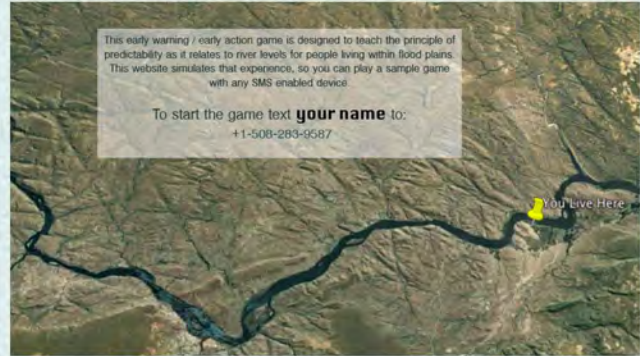 This early warning / early action game is designed to teach the principle of
predictability as it relates to river levels for people living within flood plains.
This website simulates that experience, so you can play a sample game
with any SMS enabled device.
To start the game text your name to:
+1-508-283-9587
You Live Here